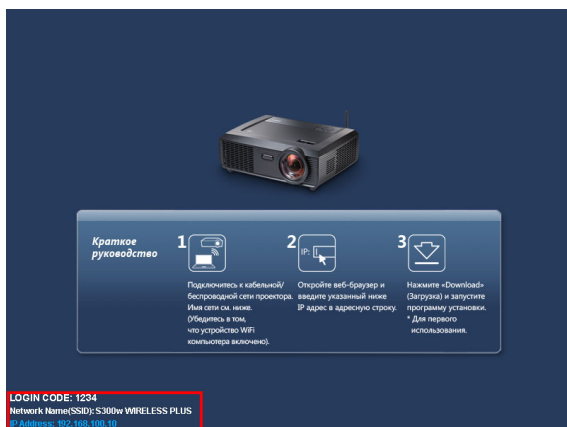 Краткое
руководство
1
Подключитесь к кабельной/
беспроводной сети проектора.
Имя сети см. ниже.
(Убедитесь в том,
что устройство WiFi
компьютера включено).
2
IP:
Откройте веб-браузер и
введите указанный ниже
IP адрес в адресную строку.
3
Нажмите «Download»
(Загрузка) и запустите
программу установки.
* Для первого
использования.
LOGIN CODE: 1234
Network Name(SSID): S300w WIRELESS PLUS
IP Address: 192.168.100.10